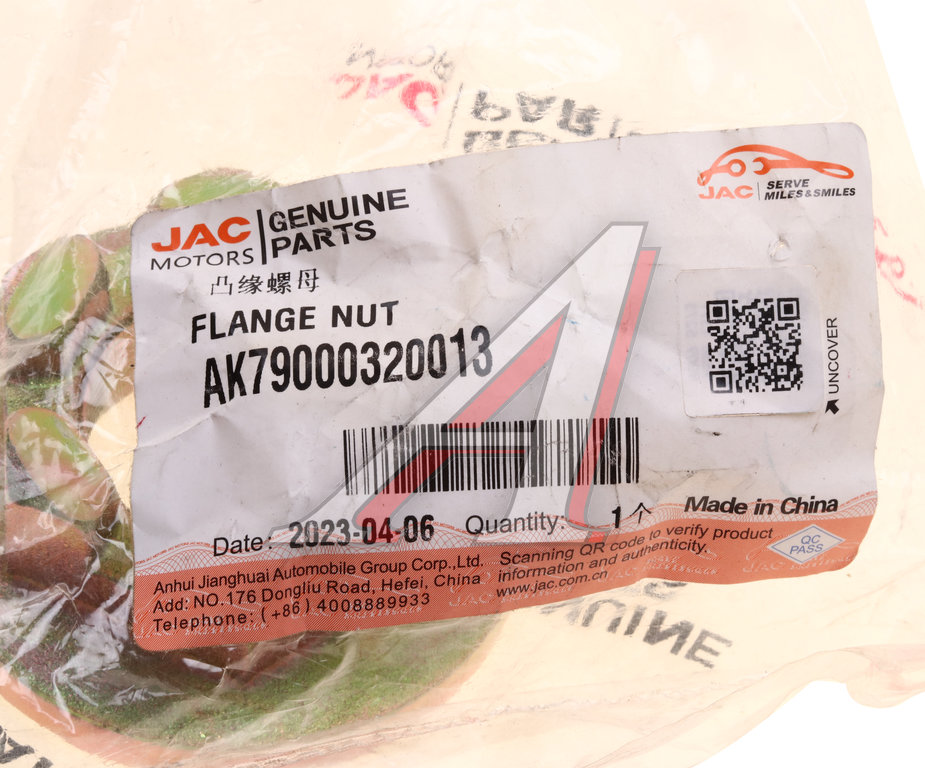 JAC
MOTORS
GENUINE
PARTS
JAC
SERVE
MILES&SMILES
凸缘螺母
FLANGE NUT
AK79000320013
UNCOVER
Date: 2023-04-06
Quantity: 1个
Made in China
Anhui Jianghuai Automobile Group Corp.,Ltd.
Add: NO.176 Dongliu Road, Hefei, China
Telephone: (+86) 4008889933
Scanning QR code to verify product
information and authenticity.
www.jac.com.cn
QC
PASS